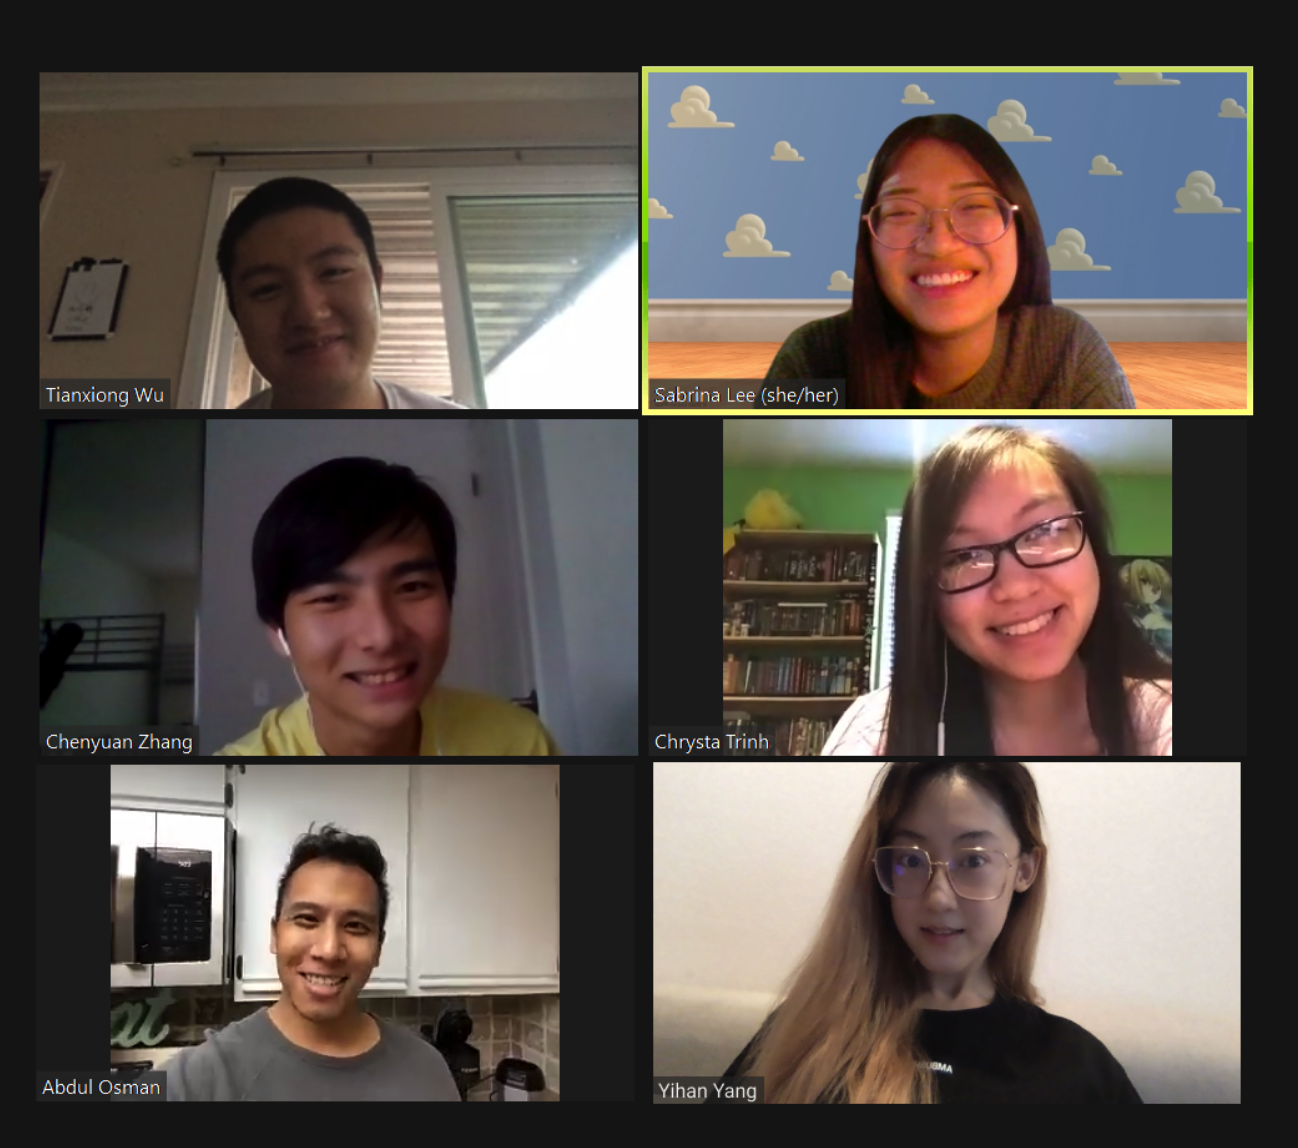 Tianxiong Wu
Sabrina Lee (she/her)
Chenyuan Zhang
Chrysta Trinh
Abdul Osman
Yihan Yang